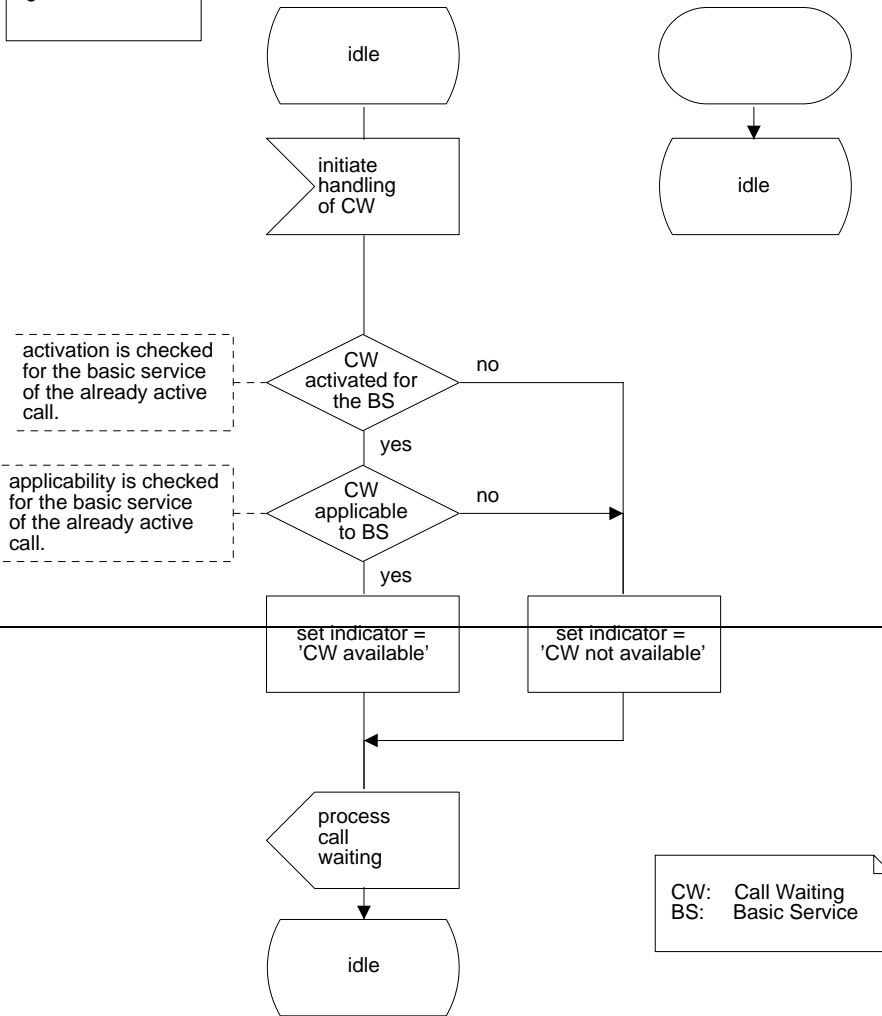 idle
initiate
handling
of CW
idle
activation is checked
for the basic service
of the already active
call.
CW
activated for
the BS
no
yes
applicability is checked
for the basic service
of the already active
call.
CW
applicable
to BS
no
yes
set indicator =
'CW available'
set indicator =
'CW not available'
process
call
waiting
CW: Call Waiting
BS: Basic Service
idle